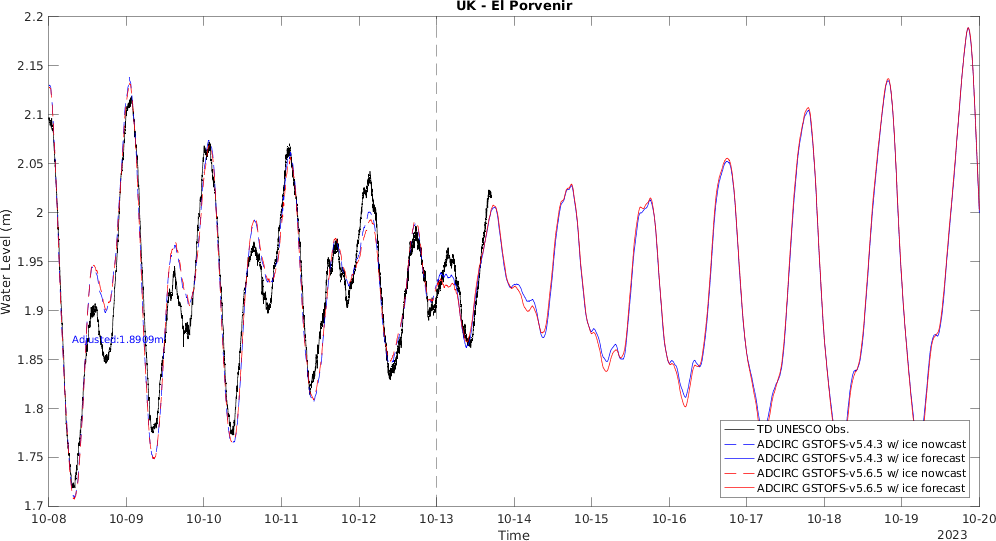 UK - El Porvenir
2.2
2.15
2.1
2.05
2
1.95
1.9
1.85
1.8
1.75
1.7
Water Level (m)
Adjusted:1.8909m
TD UNESCO Obs.
ADCIRC GSTOFS-v5.4.3 w/ ice nowcast
ADCIRC GSTOFS-v5.4.3 w/ ice forecast
ADCIRC GSTOFS-v5.6.5 w/ ice nowcast
ADCIRC GSTOFS-v5.6.5 w/ ice forecast
10-08 10-09 10-10 10-11 10-12 10-13 10-14 10-15 10-16 10-17 10-18 10-19 10-20
Time
2023